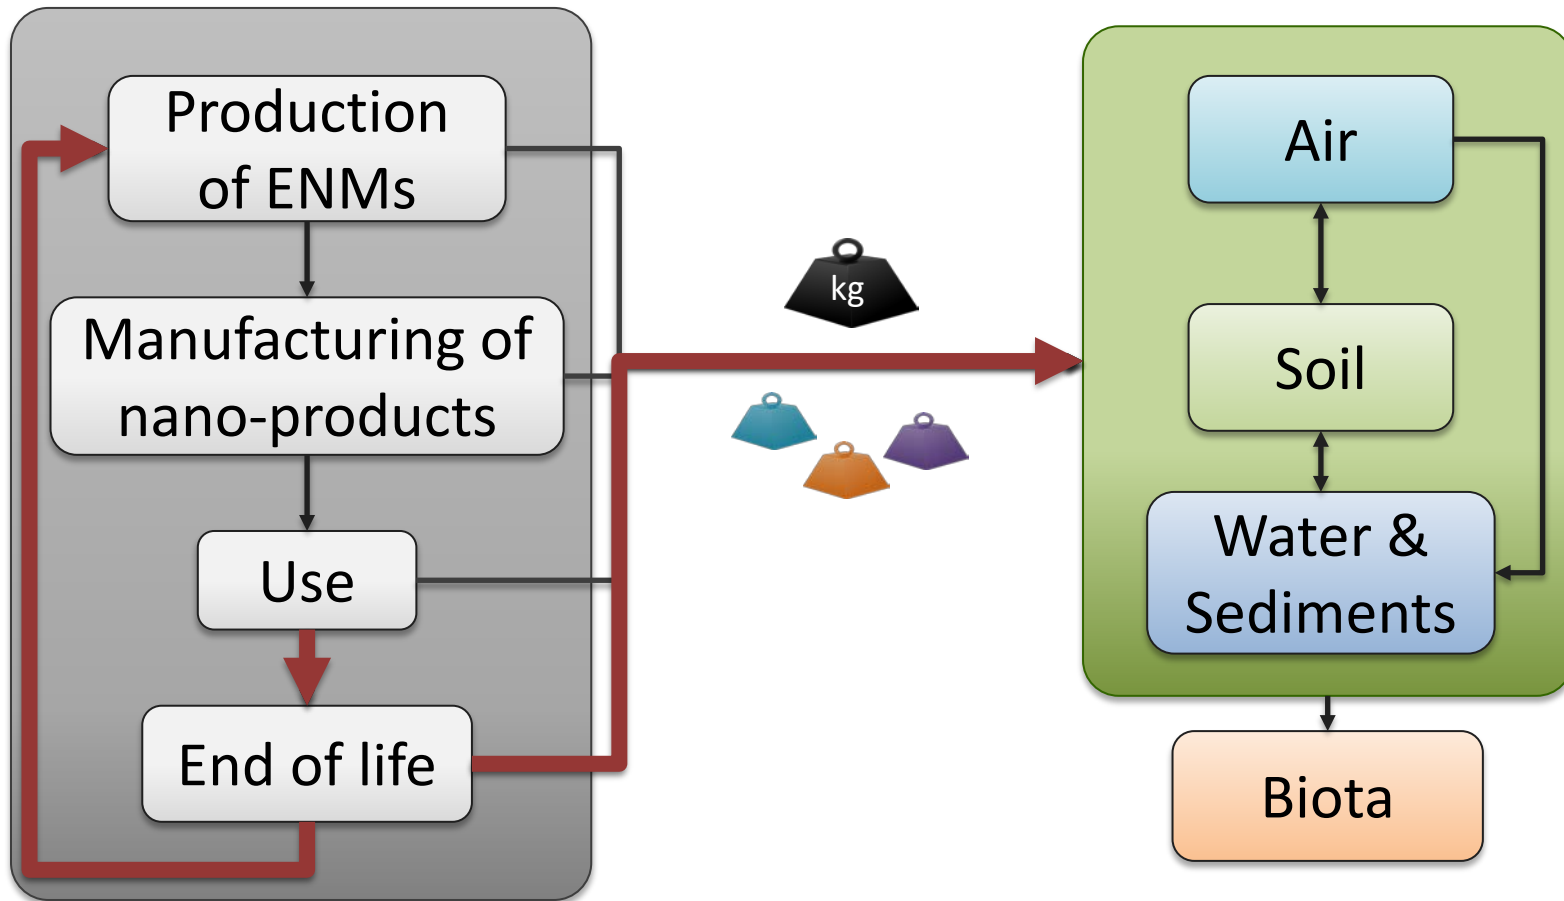 Production
of ENMs
Manufacturing of
nano-products
Use
End of life
kg
Air
Soil
Water &
Sediments
Biota